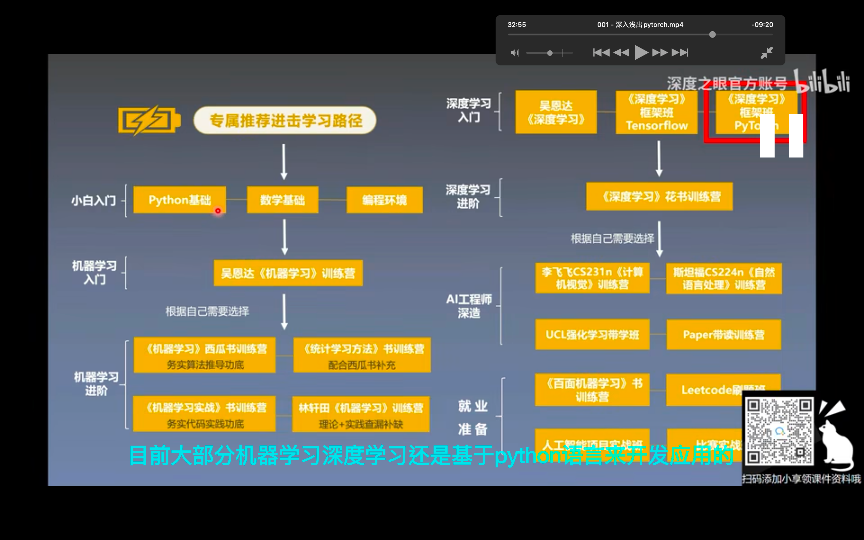 32:55
001 - 深入浅出pytorch.mp4
-09:20
深度之眼官方账号 bilibili
专属推荐进击学习路径
小白入门
Python基础
数学基础
编程环境
机器学习
入门
吴恩达《机器学习》训练营
根据自己需要选择
机器学习
进阶
《机器学习》西瓜书训练营
务实算法推导功底
《统计学习方法》书训练营
配合西瓜书补充
《机器学习实战》书训练营
务实代码实践功底
林轩田《机器学习》训练营
理论+实践查漏补缺
深度学习
入门
吴恩达
《深度学习》
《深度学习》
框架班
Tensorflow
《深度学习》
框架班
PyTorch
深度学习
进阶
《深度学习》花书训练营
根据自己需要选择
AI工程师
深造
李飞飞CS231n《计算
机视觉》训练营
斯坦福CS224n《自然
语言处理》训练营
UCL强化学习带学班
Paper带读训练营
就业
准备
《百面机器学习》书
训练营
Leetcode刷题班
人工智能项目实战班
比赛实战
目前大部分机器学习深度学习还是基于python语言来开发应用的
扫码添加小享领课件资料哦